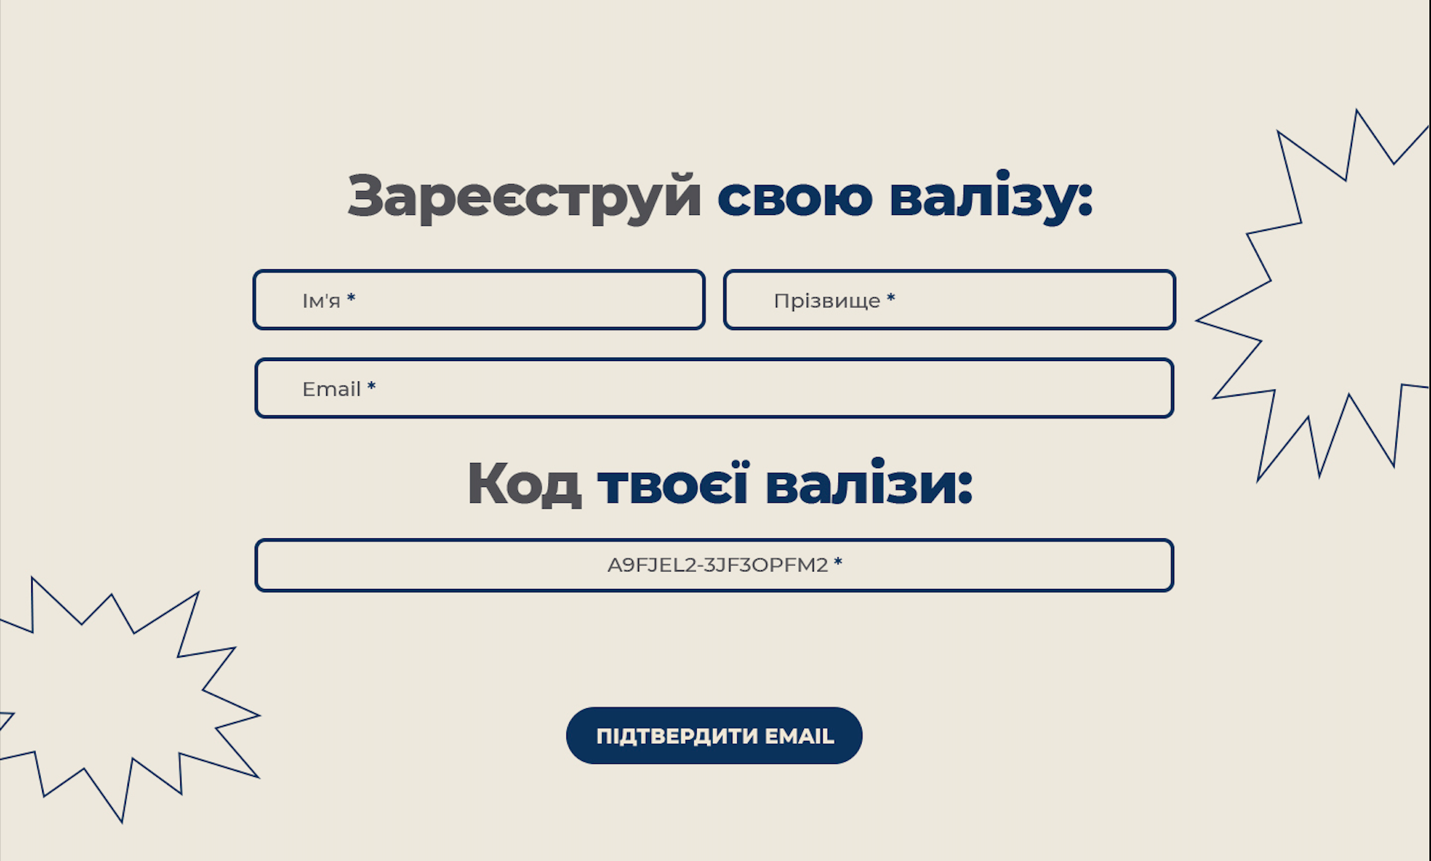 Зареєструй свою валізу:
Ім'я * Прізвище *
Email *
Код твоєї валізи:
A9FJEL2-3JF3OPFM2 *
ПІДТВЕРДИТИ EMAIL